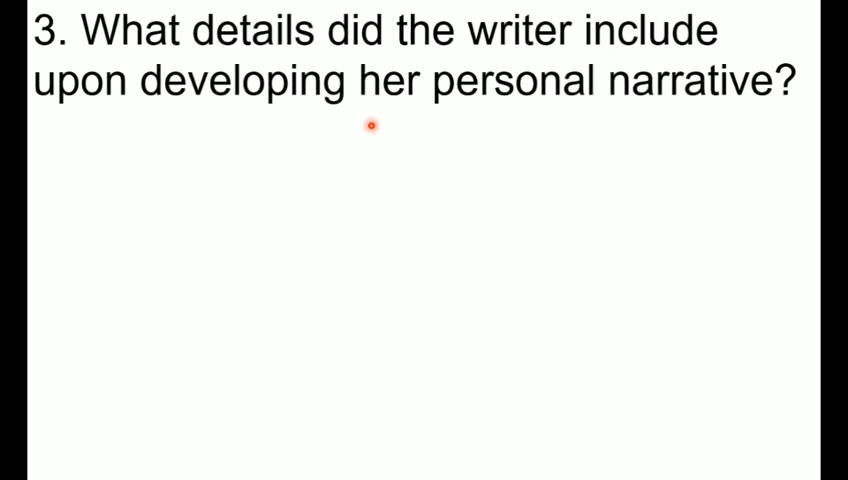 3. What details did the writer include
upon developing her personal narrative?